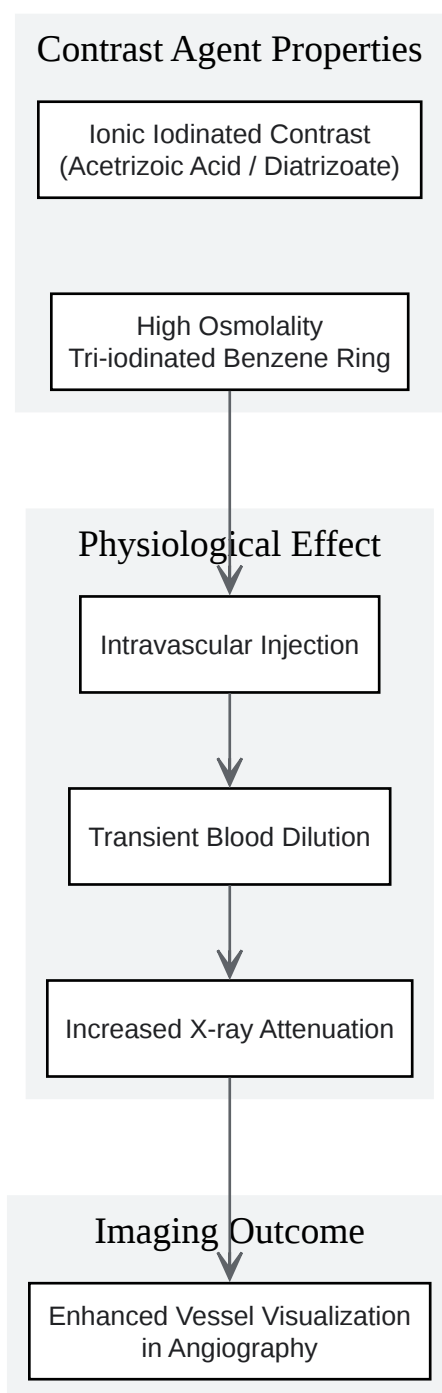 Contrast Agent Properties
Ionic Iodinated Contrast
(Acetrizoic Acid / Diatrizoate)
High Osmolality
Tri-iodinated Benzene Ring
Physiological Effect
Intravascular Injection
Transient Blood Dilution
Increased X-ray Attenuation
Imaging Outcome
Enhanced Vessel Visualization
in Angiography